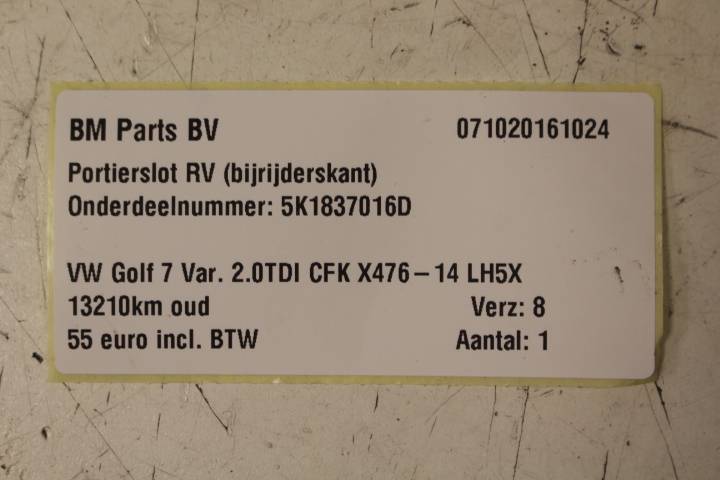 BM Parts BV 071020161024
Portierslot RV (bijrijderskant)
Onderdeelnummer: 5K1837016D
VW Golf 7 Var. 2.0TDI CFK X476-14 LH5X
13210km oud Verz: 8
55 euro incl. BTW Aantal: 1